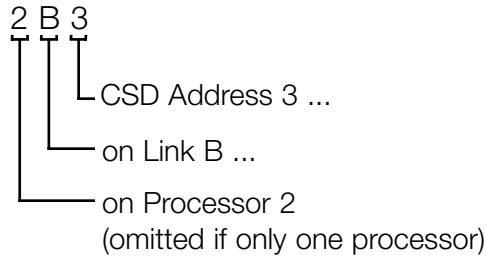 2 B 3
CSD Address 3 ...
on Link B ...
on Processor 2
(omitted if only one processor)